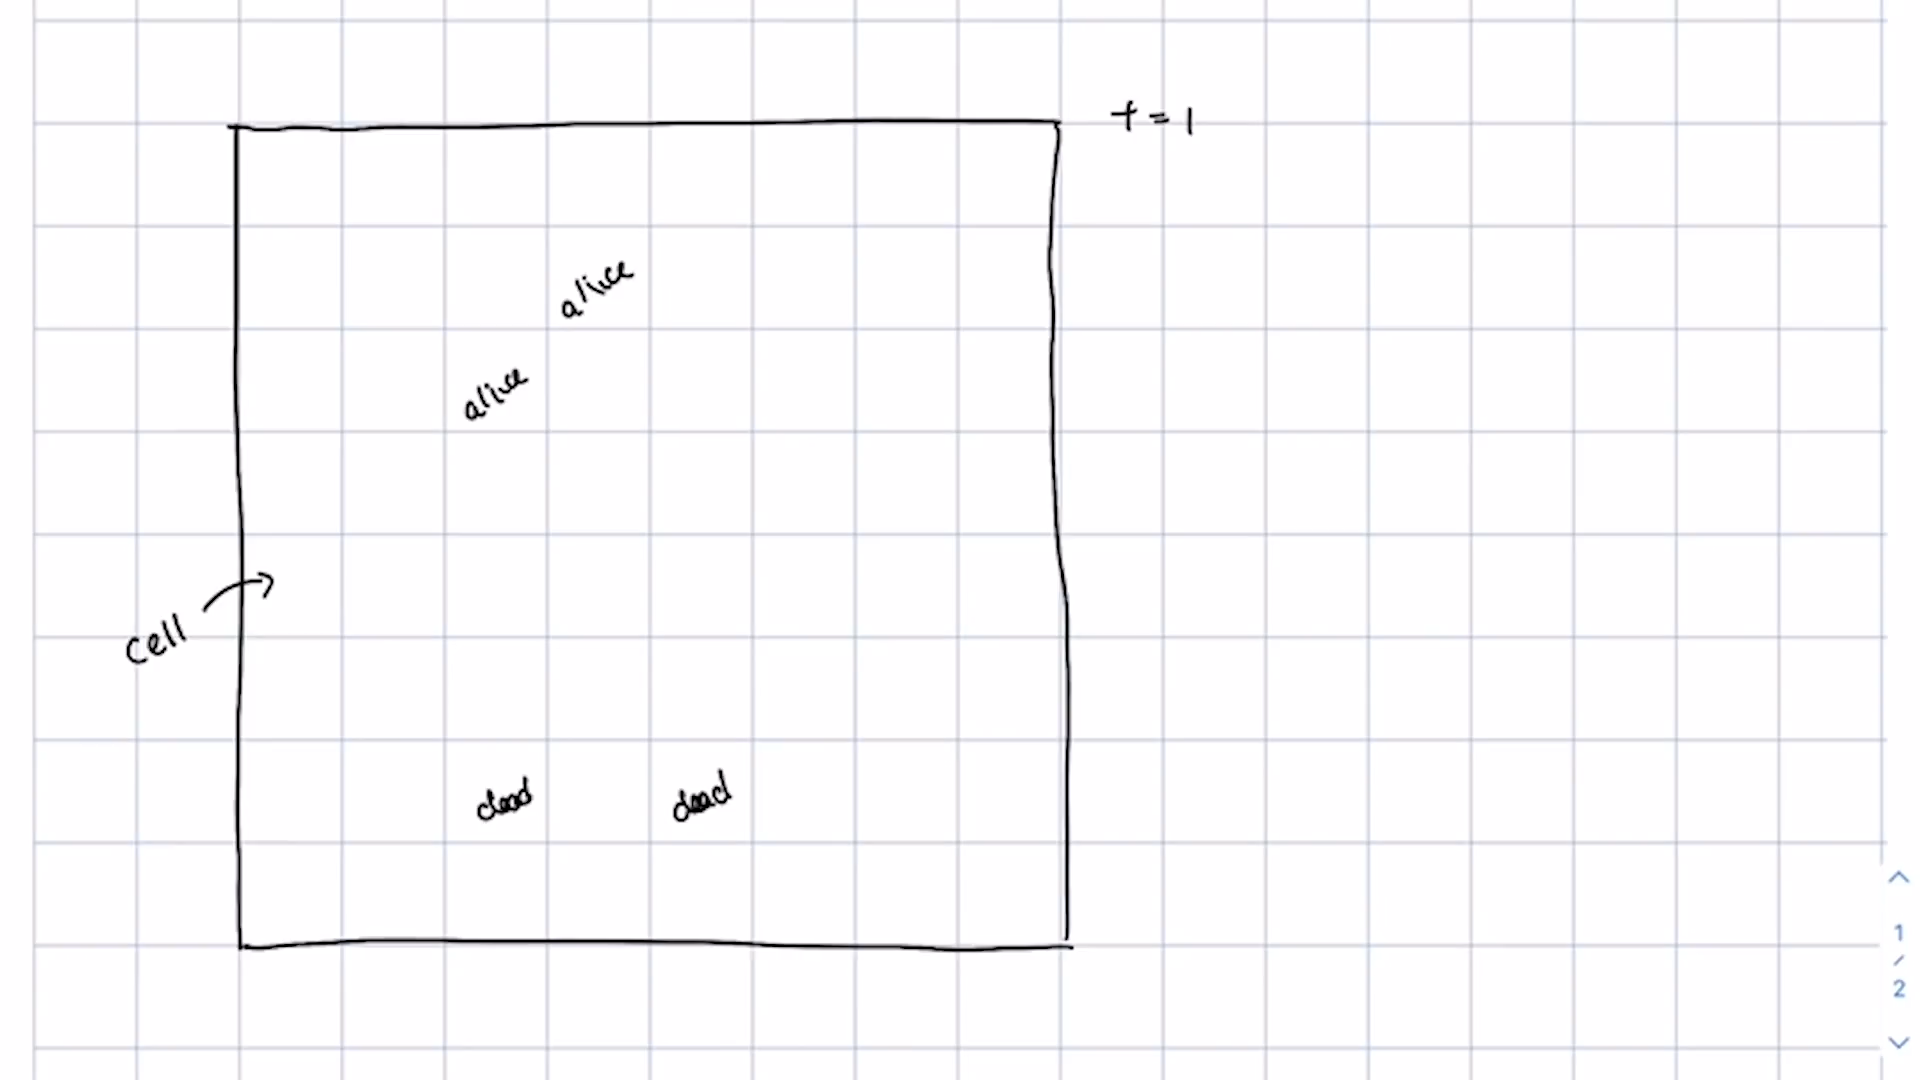 t = 1
alive
alive
cell
dead dead
1
/
2